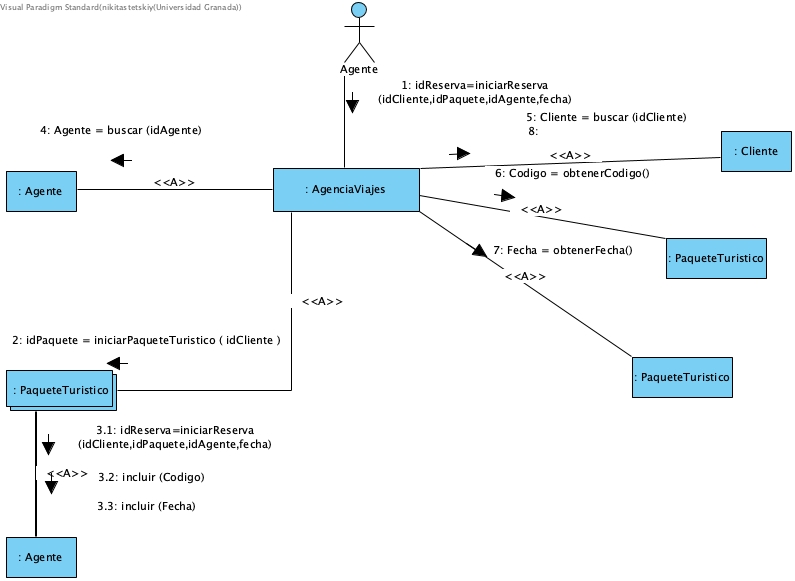 Visual Paradigm Standard(nikitastetskiy(Universidad Granada))
Agente
1: idReserva=iniciarReserva
(idCliente,idPaquete,idAgente,fecha)
5: Cliente = buscar (idCliente)
8:
4: Agente = buscar (idAgente)
<<A>>
: Cliente
6: Codigo = obtenerCodigo()
<<A>>
: Agente
: AgenciaViajes
<<A>>
7: Fecha = obtenerFecha()
: PaqueteTuristico
<<A>>
<<A>>
2: idPaquete = iniciarPaqueteTuristico ( idCliente )
: PaqueteTuristico
: PaqueteTuristico
3.1: idReserva=iniciarReserva
(idCliente,idPaquete,idAgente,fecha)
<<A>>
3.2: incluir (Codigo)
3.3: incluir (Fecha)
: Agente